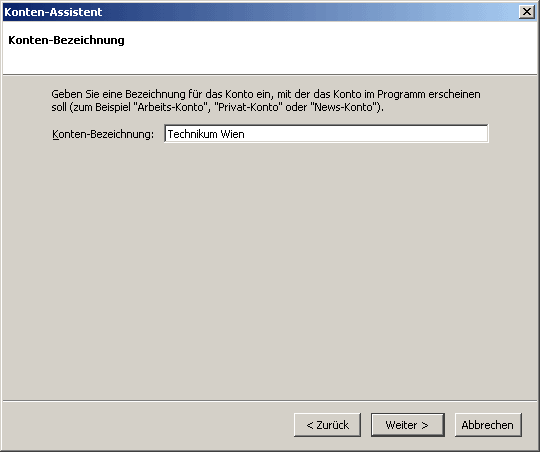 Konten-Assistent
Konten-Bezeichnung
Geben Sie eine Bezeichnung für das Konto ein, mit der das Konto im Programm erscheinen
soll (zum Beispiel "Arbeits-Konto", "Privat-Konto" oder "News-Konto").
Konten-Bezeichnung: Technikum Wien
< Zurück Weiter > Abbrechen